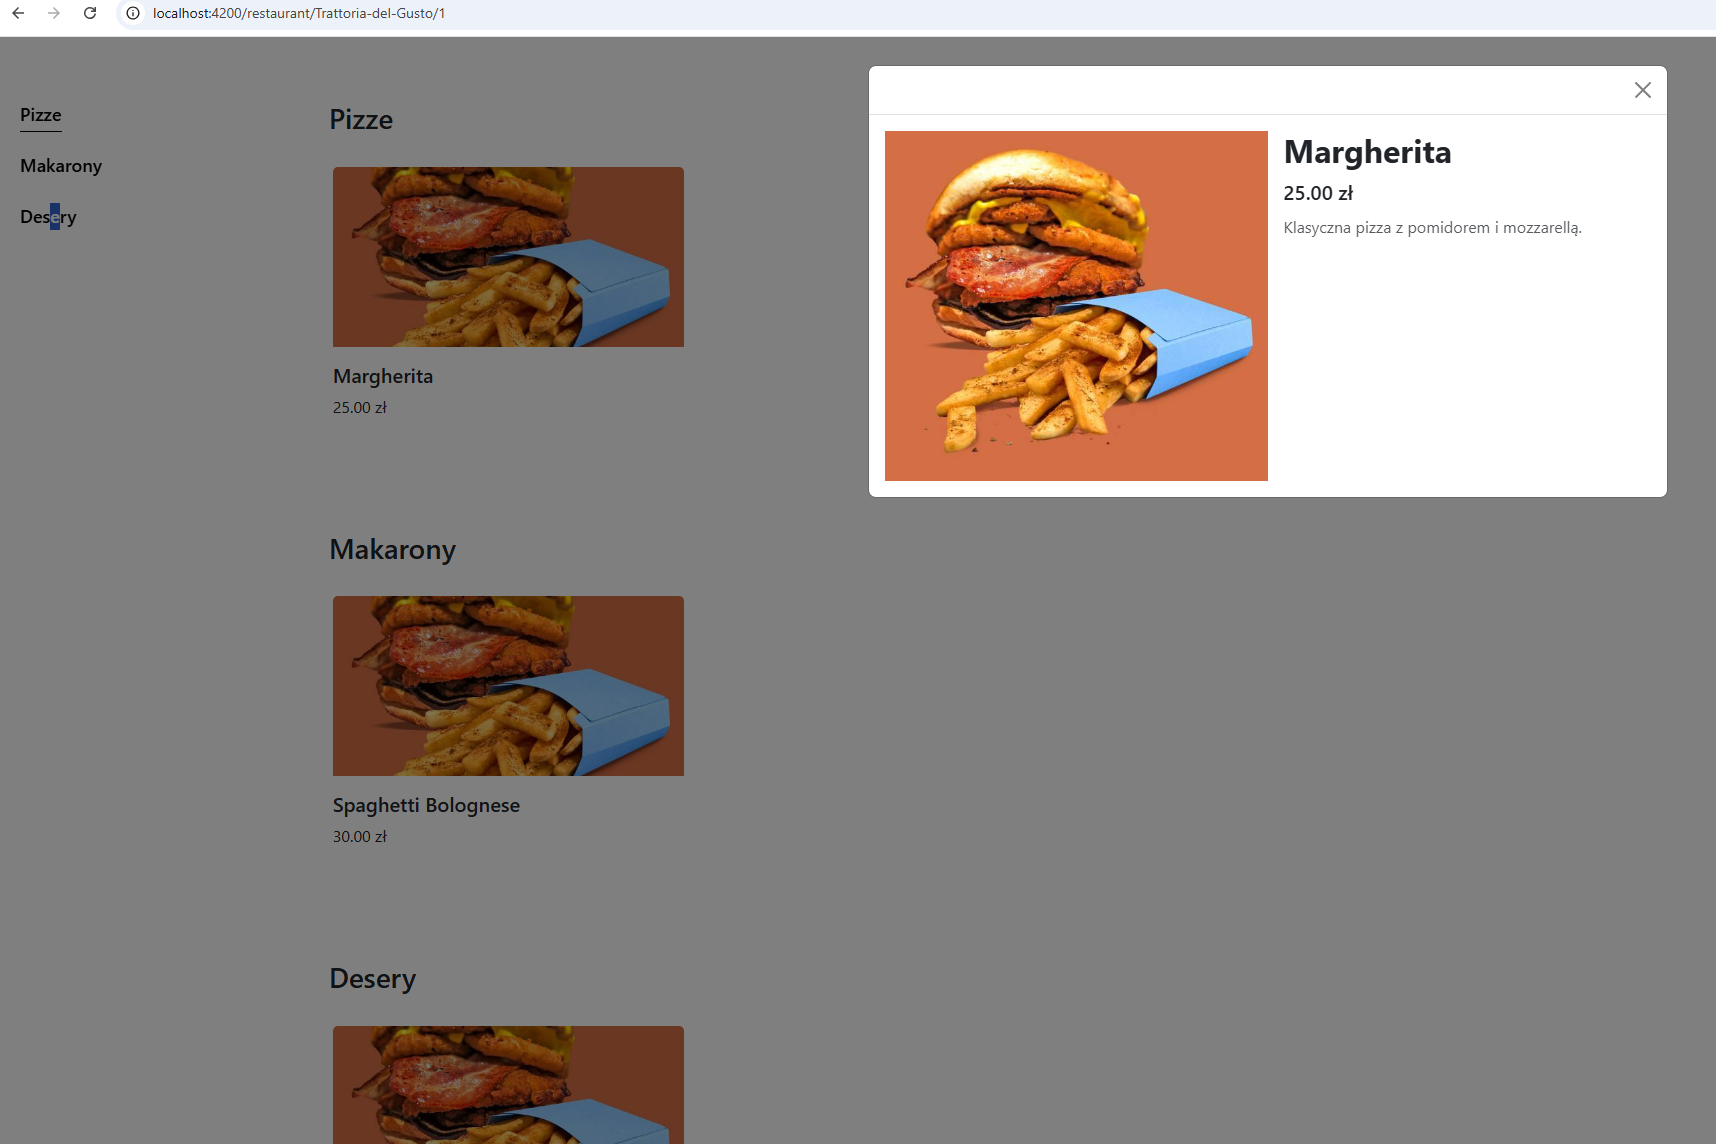 localhost:4200/restaurant/Trattoria-del-Gusto/1
Pizze
Makarony
Desery
Pizze
Margherita
25.00 zł
Makarony
Spaghetti Bolognese
30.00 zł
Desery
Margherita
25.00 zł
Klasyczna pizza z pomidorem i mozzarellą.